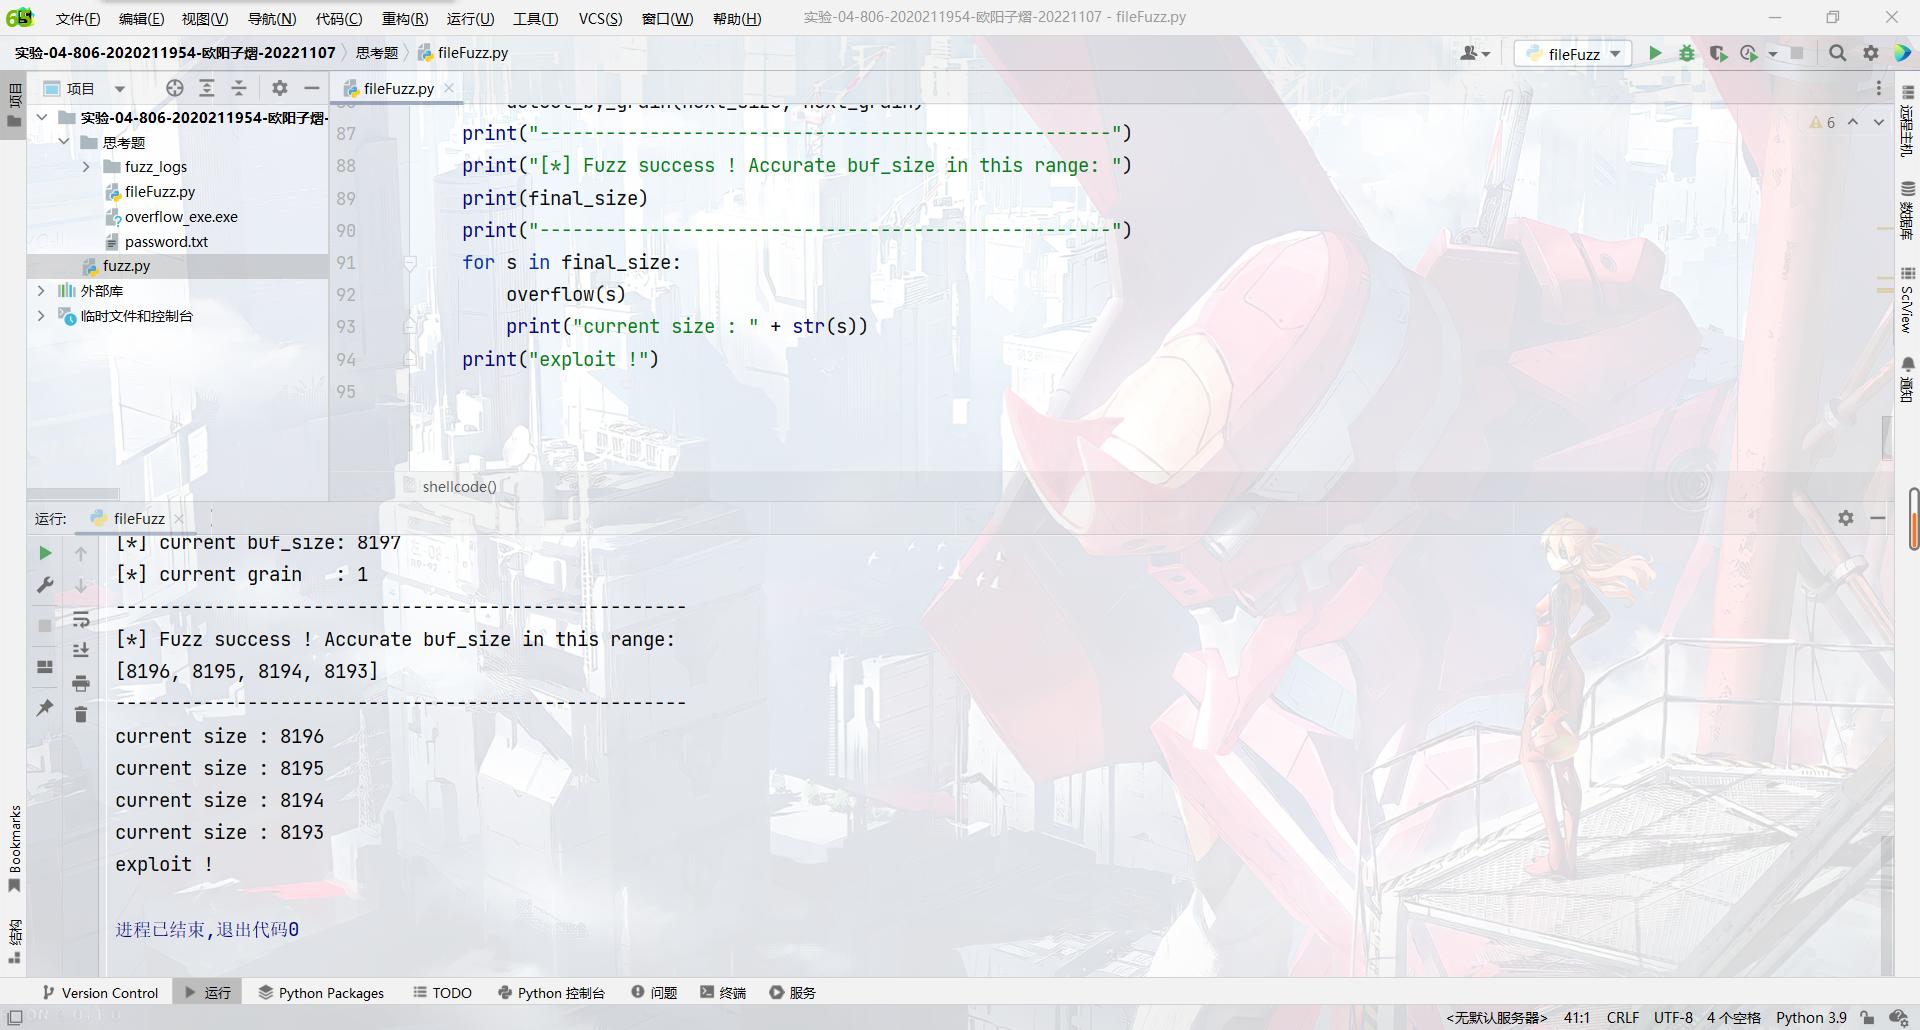 文件(F) 编辑(E) 视图(V) 导航(N) 代码(C) 重构(R) 运行(U) 工具(T) VCS(S) 窗口(W) 帮助(H) 实验-04-806-2020211954-欧阳子熠-20221107 - fileFuzz.py
实验-04-806-2020211954-欧阳子熠-20221107 思考题 fileFuzz.py
fileFuzz
项目
项目
fileFuzz.py
实验-04-806-2020211954-欧阳子熠-
思考题
fuzz_logs
fileFuzz.py
overflow_exe.exe
password.txt
fuzz.py
外部库
临时文件和控制台
86 detect_by_grain(next_size, next_grain)
87 print("----------------------------------------------------")
88 print("[*] Fuzz success ! Accurate buf_size in this range: ")
89 print(final_size)
90 print("----------------------------------------------------")
91 for s in final_size:
92 overflow(s)
93 print("current size : " + str(s))
94 print("exploit !")
95
6
shellcode()
远程主机
数据库
SciView
通知
运行: fileFuzz
[*] current buf_size: 8197
[*] current grain   : 1
----------------------------------------------------
[*] Fuzz success ! Accurate buf_size in this range:
[8196, 8195, 8194, 8193]
----------------------------------------------------
current size : 8196
current size : 8195
current size : 8194
current size : 8193
exploit !
进程已结束,退出代码0
Bookmarks
结构
Version Control 运行 Python Packages TODO Python 控制台 问题 终端 服务
<无默认服务器> 41:1 CRLF UTF-8 4 个空格 Python 3.9